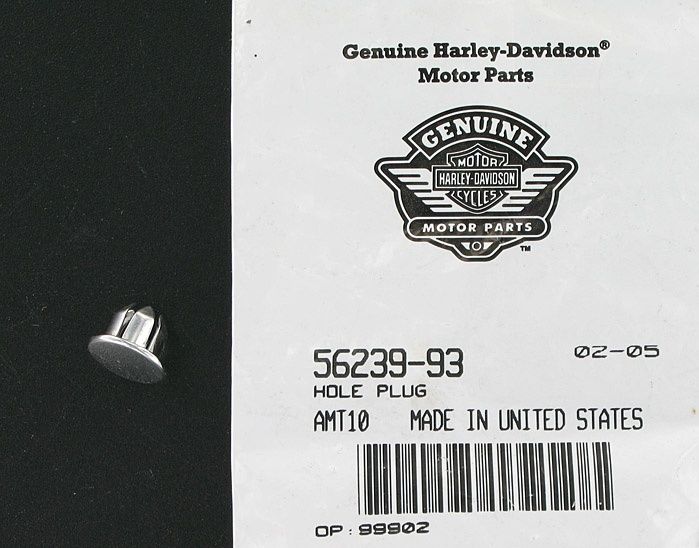 Genuine Harley-Davidson®
Motor Parts
GENUINE
MOTOR
HARLEY-DAVIDSON
CYCLES
MOTOR PARTS
TM
56239-93 02-05
HOLE PLUG
AMT10 MADE IN UNITED STATES
OP: 99902